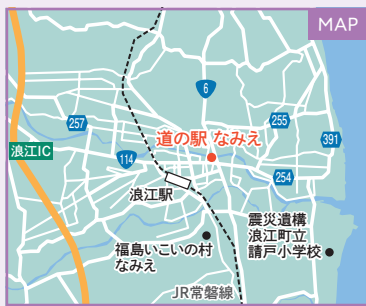 MAP
6
257
255
391
道の駅 なみえ
浪江IC
114
254
浪江駅
震災遺構
浪江町立
請戸小学校
福島いこいの村
なみえ
JR常磐線